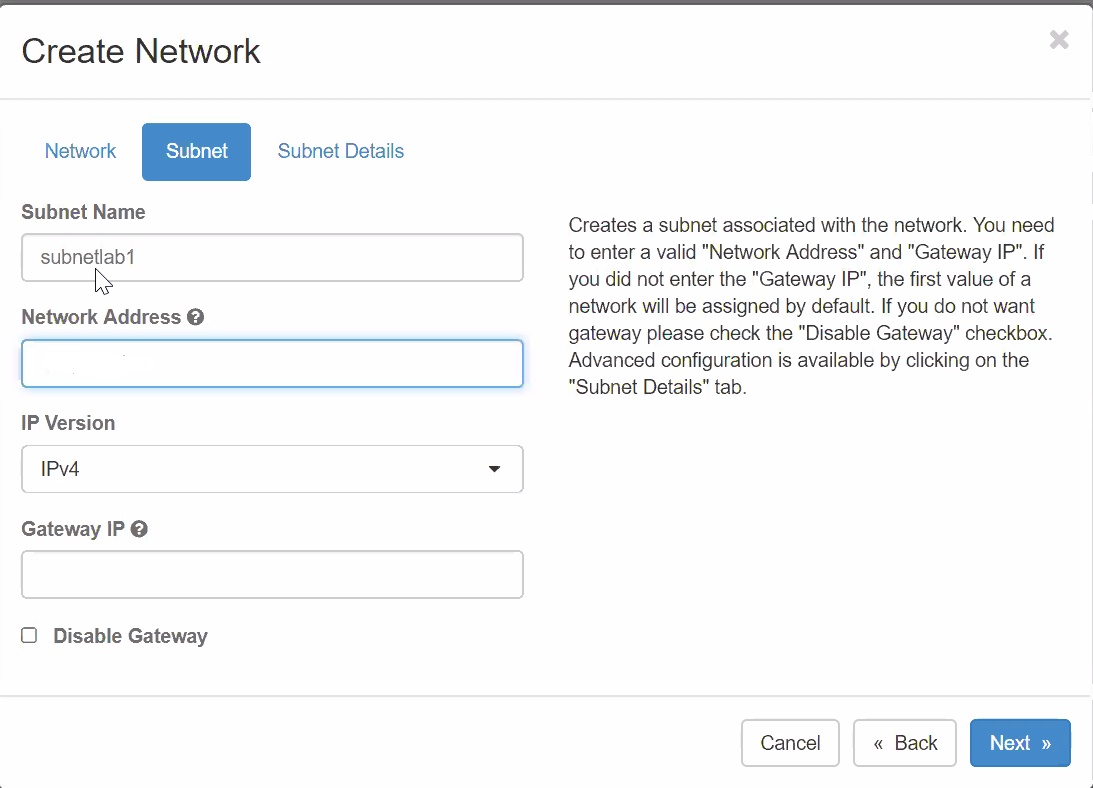 Create Network
×
Network
Subnet
Subnet Details
Subnet Name
subnetlab1
Network Address
IP Version
IPv4
Gateway IP
Disable Gateway
Creates a subnet associated with the network. You need
to enter a valid "Network Address" and "Gateway IP". If
you did not enter the "Gateway IP", the first value of a
network will be assigned by default. If you do not want
gateway please check the "Disable Gateway" checkbox.
Advanced configuration is available by clicking on the
"Subnet Details" tab.
Cancel
« Back
Next »